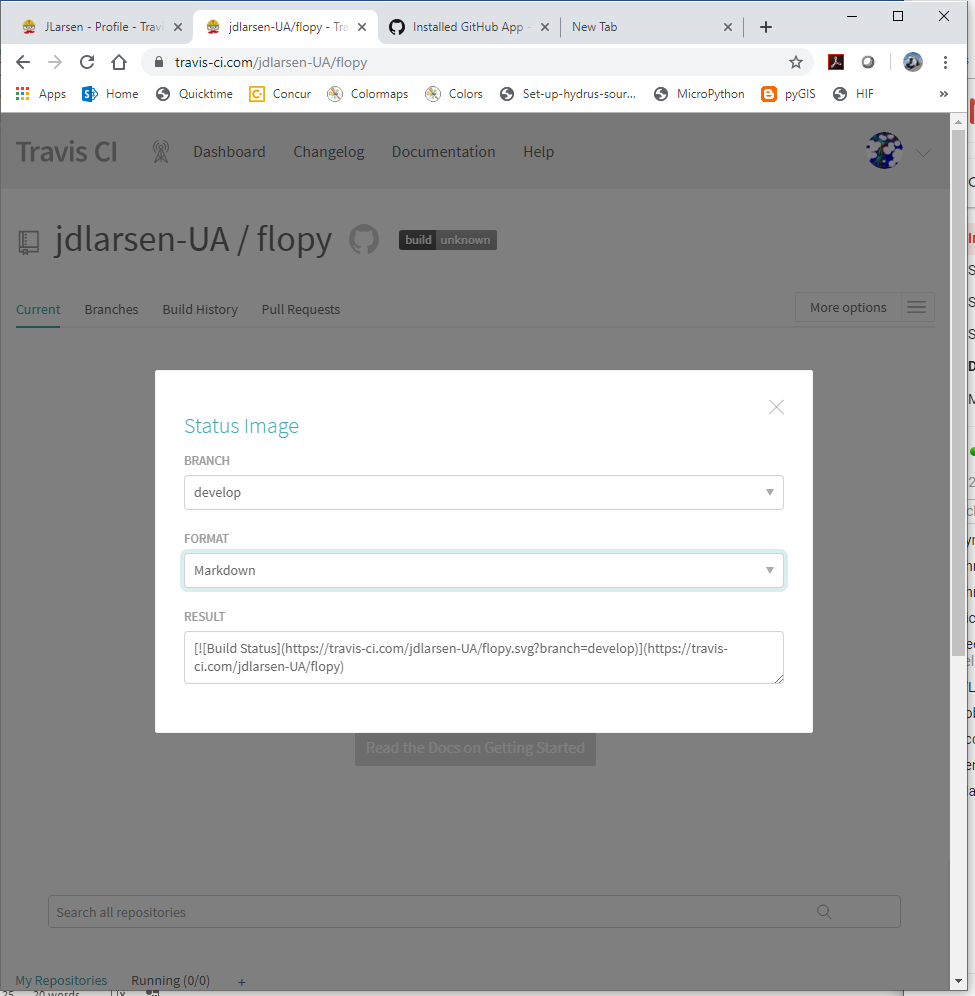 JLarsen - Profile - Travi
jdlarsen-UA/flopy - Tra
Installed GitHub App -
New Tab
travis-ci.com/jdlarsen-UA/flopy
Apps
Home
Quicktime
Concur
Colormaps
Colors
Set-up-hydrus-sour...
MicroPython
pyGIS
HIF
»
Travis CI
Dashboard
Changelog
Documentation
Help
jdlarsen-UA / flopy
build unknown
Current
Branches
Build History
Pull Requests
More options
Status Image
BRANCH
develop
FORMAT
Markdown
RESULT
[![Build Status](https://travis-ci.com/jdlarsen-UA/flopy.svg?branch=develop)](https://travis-
ci.com/jdlarsen-UA/flopy)
Read the Docs on Getting Started
Search all repositories
My Repositories
Running (0/0)
+